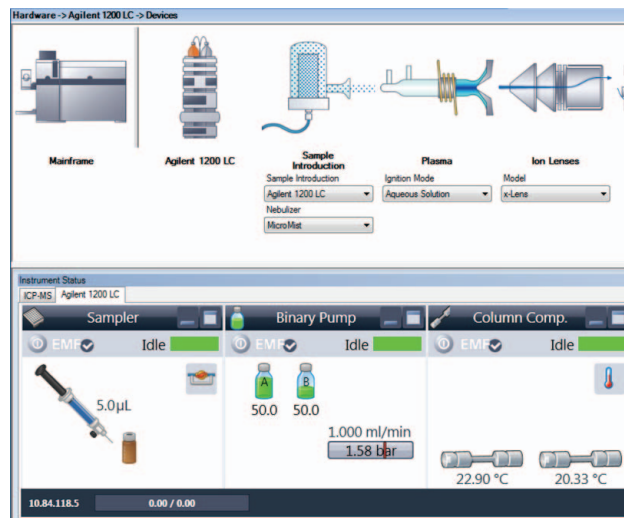 Hardware -> Agilent 1200 LC -> Devices
Mainframe
Agilent 1200 LC
Sample
Introduction
Plasma
Ion Lenses
Sample Introduction
Ignition Mode
Model
Agilent 1200 LC
Aqueous Solution
x-Lens
Nebulizer
MicroMist
Instrument Status
ICP-MS Agilent 1200 LC
Sampler
Binary Pump
Column Comp.
EMF Idle
EMF Idle
EMF Idle
5.0µL
A B
50.0 50.0
1.000 ml/min
1.58 bar
22.90 °C 20.33 °C
10.84.118.5 0.00 / 0.00